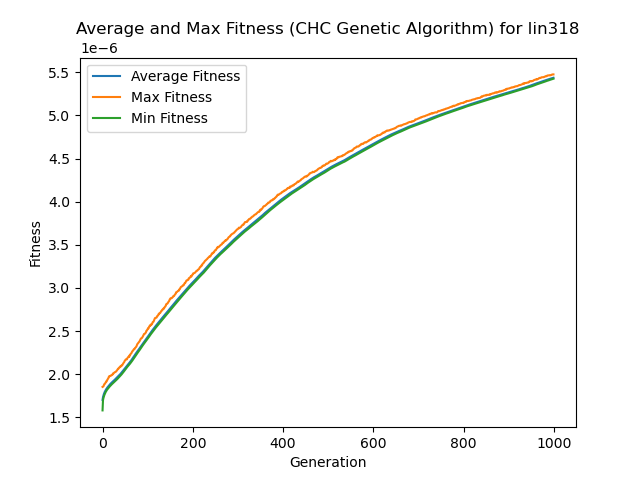 Average and Max Fitness (CHC Genetic Algorithm) for lin318
1e−6
5.5
5.0
4.5
4.0
3.5
3.0
2.5
2.0
1.5
Fitness
Average Fitness
Max Fitness
Min Fitness
0 200 400 600 800 1000
Generation